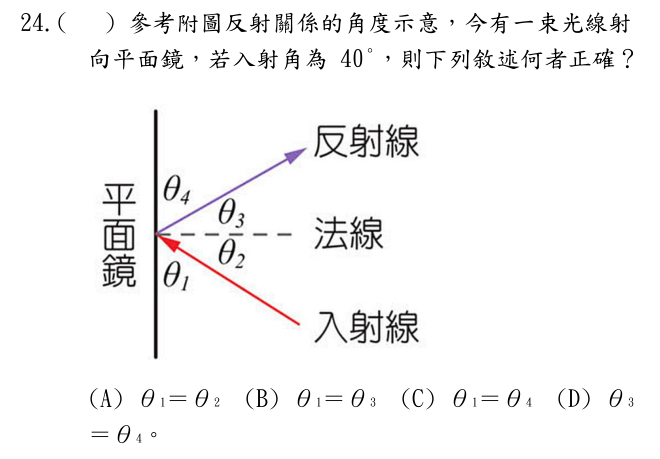 24.(　) 參考附圖反射關係的角度示意，今有一束光線射
向平面鏡，若入射角為 40°，則下列敘述何者正確？
平面鏡
反射線
θ4
θ3
法線
θ2
θ1
入射線
(A) θ1＝θ2 (B) θ1＝θ3 (C) θ1＝θ4 (D) θ3
＝θ4。